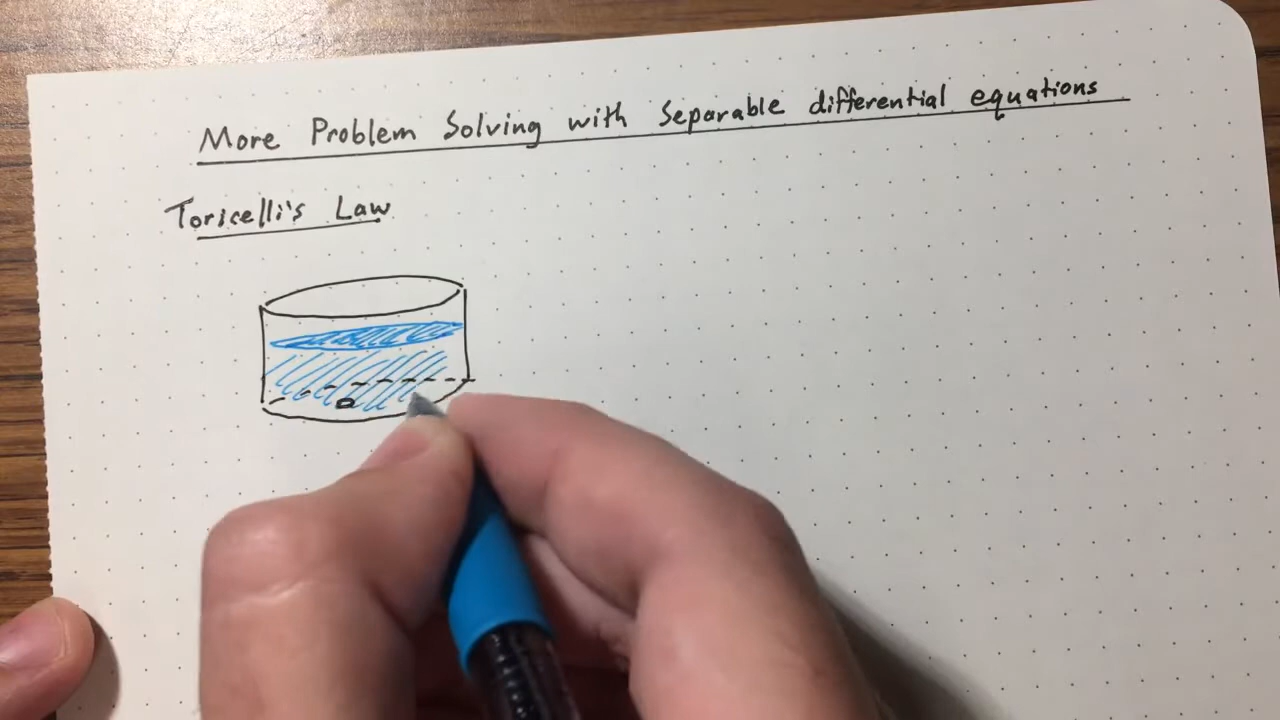 More Problem Solving with Separable differential equations
Toricelli's Law